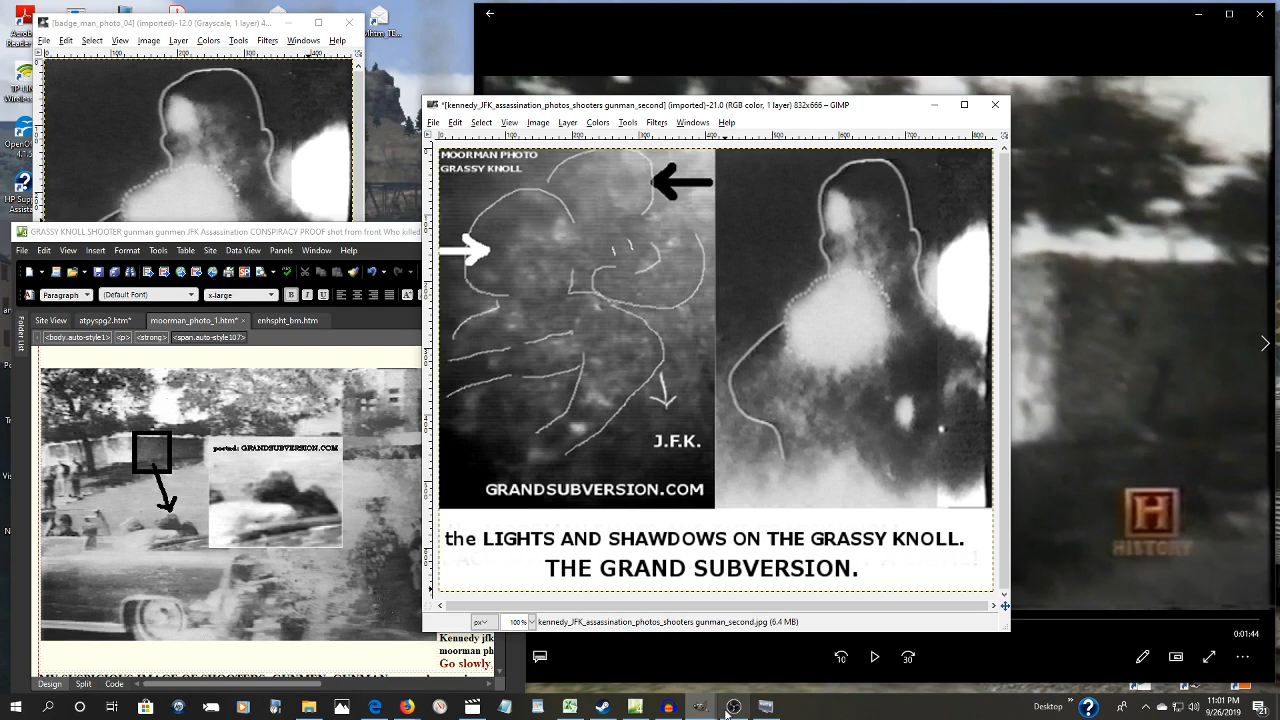 [badge_man_photo_04] (imported)-12.0 (Grayscale, 1 layer) 4...
File Edit Select View Image Layer Colors Tools Filters Windows Help
*[kennedy_JFK_assassination_photos_shooters gunman_second] (imported)-21.0 (RGB color, 1 layer) 832x666 – GIMP
File Edit Select View Image Layer Colors Tools Filters Windows Help
MOORMAN PHOTO
GRASSY KNOLL
J.F.K.
GRANDSUBVERSION.COM
the LIGHTS AND SHAWDOWS ON THE GRASSY KNOLL.
THE GRAND SUBVERSION.
px 100% kennedy_JFK_assassination_photos_shooters gunman_second.jpg (6.4 MB)
GRASSY KNOLL SHOOTER gunman gunmen JFK Assassination CONSPIRACY PROOF shot from front Who killed
File Edit View Insert Format Tools Table Site Data View Panels Window Help
Paragraph (Default Font) x-large B I U
Site View atpyspg2.htm* moorman_photo_1.htm* enhspht_bm.htm
<body.auto-style1> <p> <strong> <span.auto-style107>
Folder List
posted: GRANDSUBVERSION.COM
Kennedy jfk
moorman ph
Go slowly,
Design Split Code
H
HISTORY
0:01:44
10 30
Desktop
11:01 PM
9/26/2019